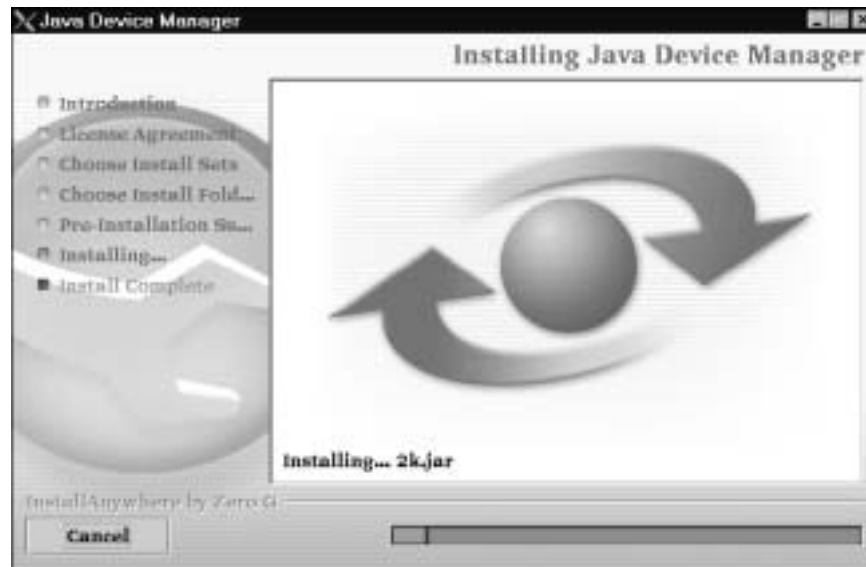 Java Device Manager
Installing Java Device Manager
Introduction
License Agreement
Choose Install Sets
Choose Install Fold...
Pre-Installation Su...
Installing...
Install Complete
Installing... 2k.jar
InstallAnywhere by Zero G
Cancel